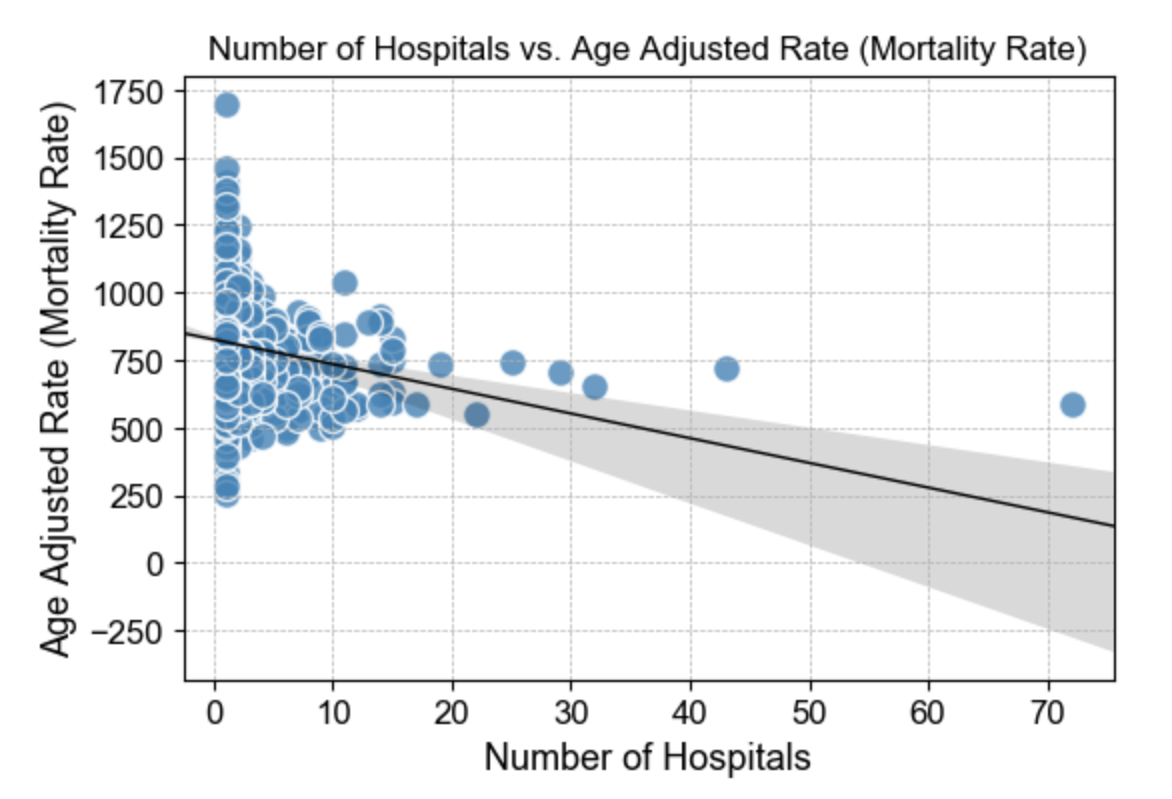 Number of Hospitals vs. Age Adjusted Rate (Mortality Rate)
Age Adjusted Rate (Mortality Rate)
1750
1500
1250
1000
750
500
250
0
−250
0 10 20 30 40 50 60 70
Number of Hospitals